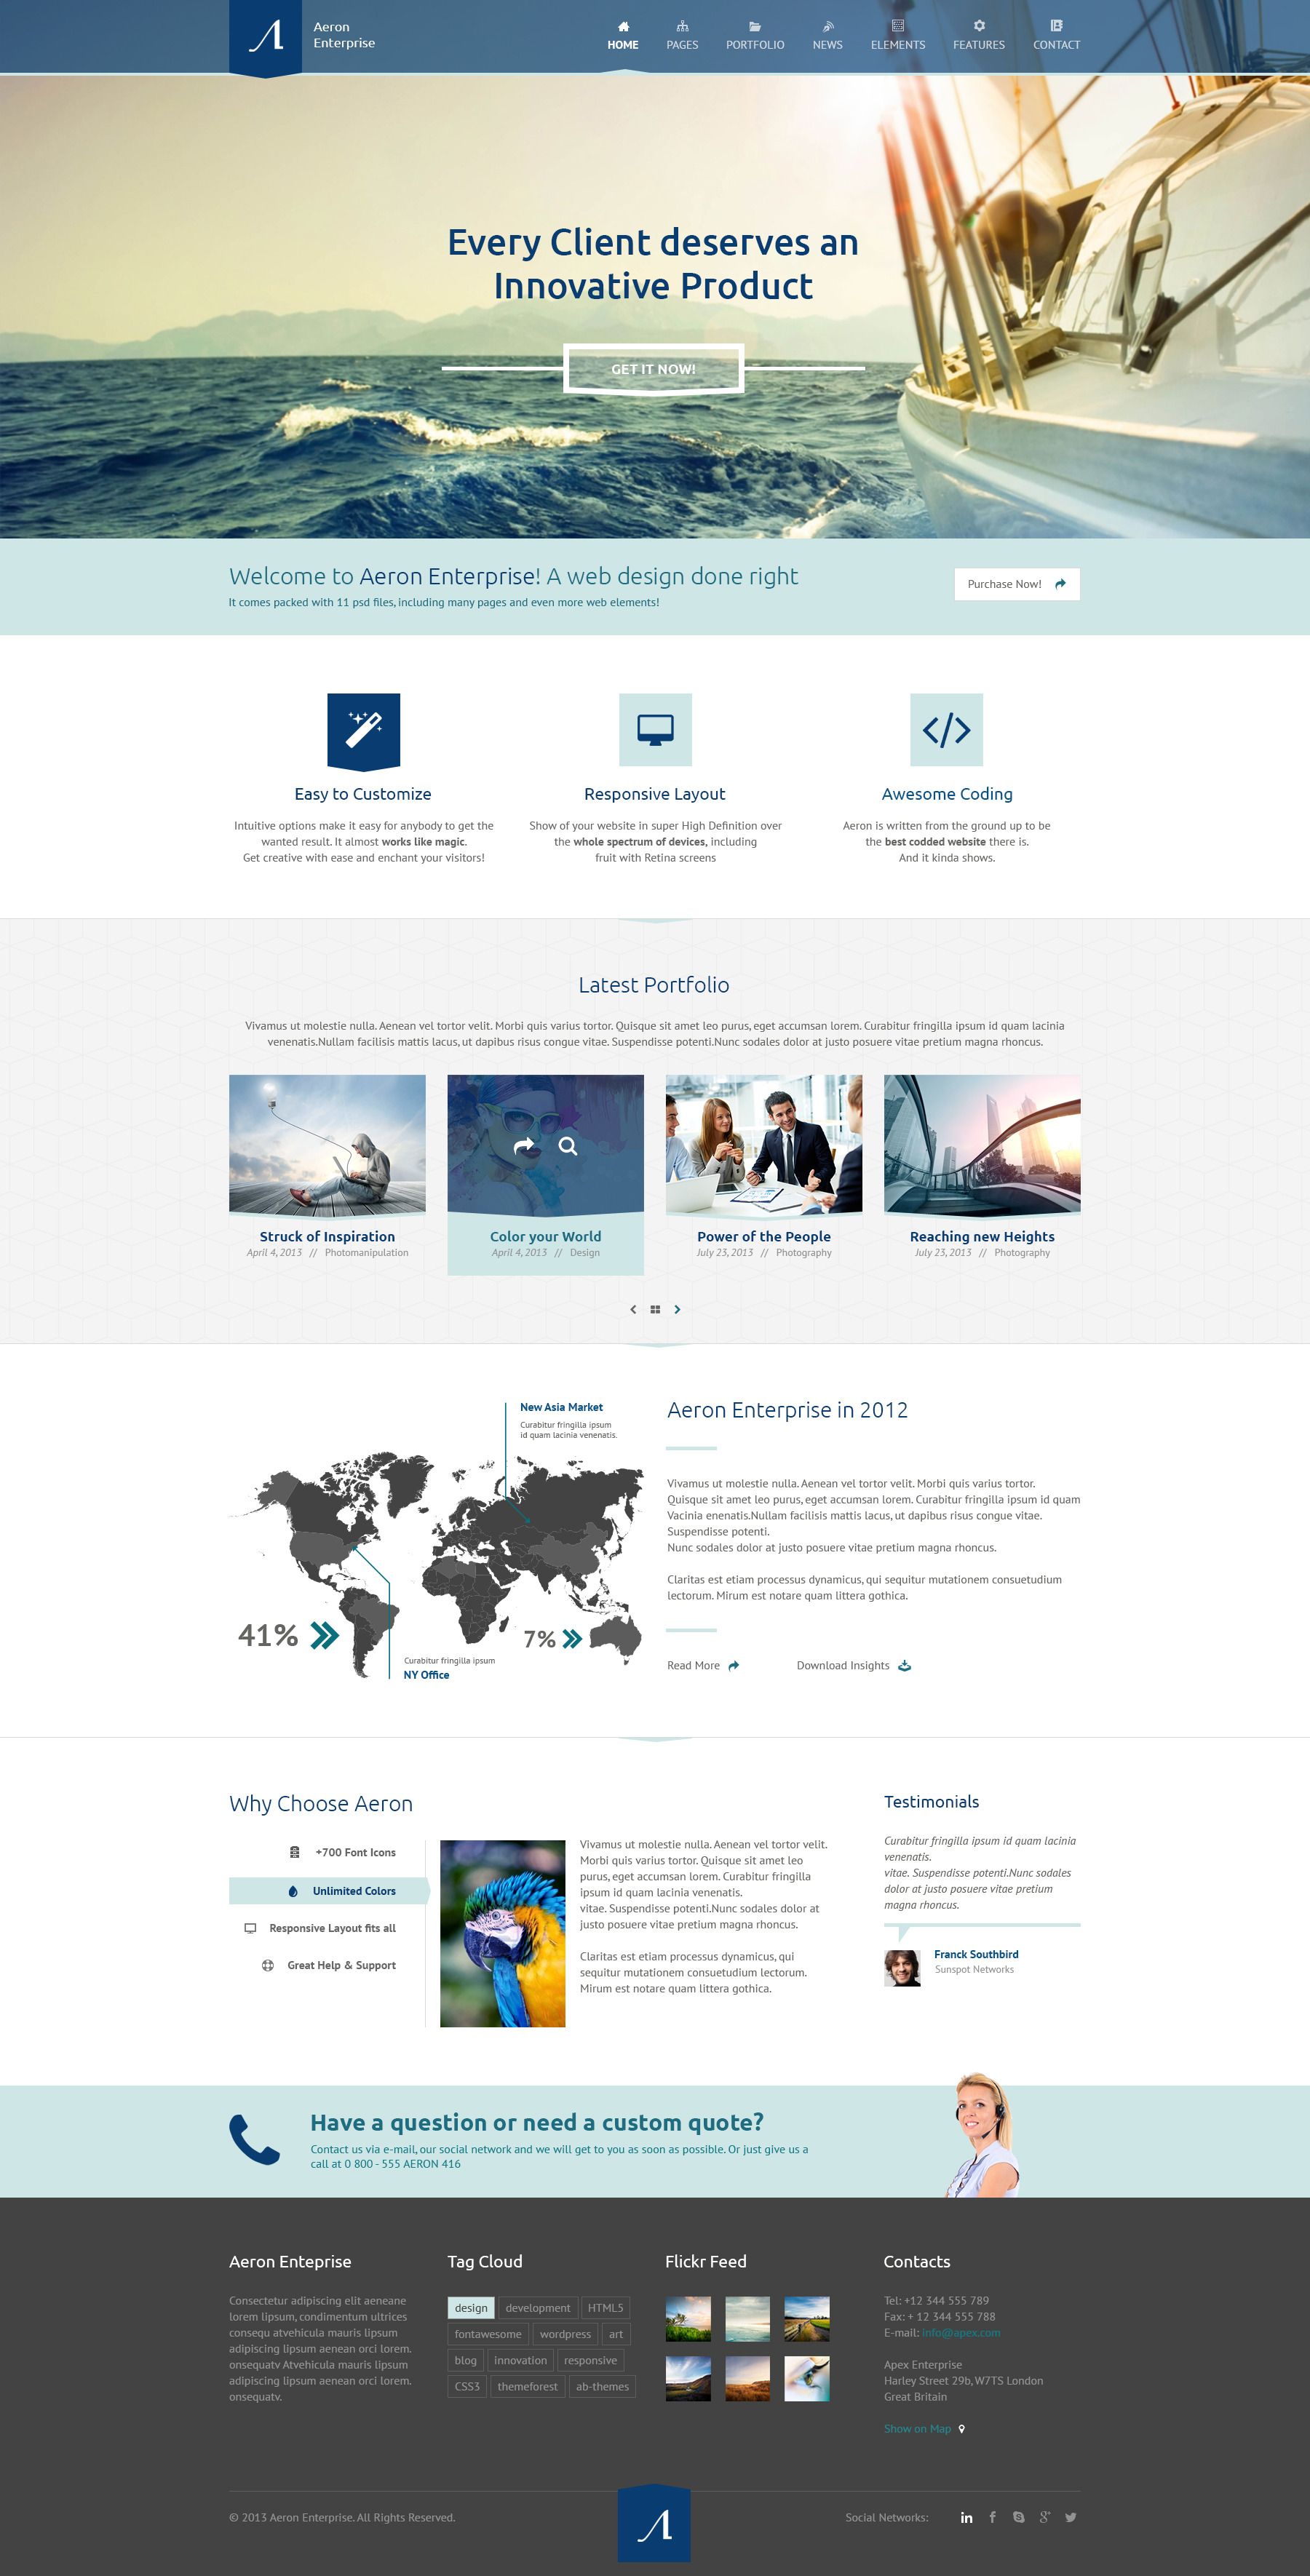 Aeron
Enterprise
HOME PAGES PORTFOLIO NEWS ELEMENTS FEATURES CONTACT
Every Client deserves an
Innovative Product
GET IT NOW!
Welcome to Aeron Enterprise! A web design done right
It comes packed with 11 psd files, including many pages and even more web elements!
Purchase Now!
Easy to Customize
Intuitive options make it easy for anybody to get the
wanted result. It almost works like magic.
Get creative with ease and enchant your visitors!
Responsive Layout
Show of your website in super High Definition over
the whole spectrum of devices, including
fruit with Retina screens
Awesome Coding
Aeron is written from the ground up to be
the best codded website there is.
And it kinda shows.
Latest Portfolio
Vivamus ut molestie nulla. Aenean vel tortor velit. Morbi quis varius tortor. Quisque sit amet leo purus, eget accumsan lorem. Curabitur fringilla ipsum id quam lacinia
venenatis.Nullam facilisis mattis lacus, ut dapibus risus congue vitae. Suspendisse potenti.Nunc sodales dolor at justo posuere vitae pretium magna rhoncus.
Struck of Inspiration
April 4, 2013 // Photomanipulation
Color your World
April 4, 2013 // Design
Power of the People
July 23, 2013 // Photography
Reaching new Heights
July 23, 2013 // Photography
New Asia Market
Curabitur fringilla ipsum
id quam lacinia venenatis.
41%
7%
Curabitur fringilla ipsum
NY Office
Aeron Enterprise in 2012
Vivamus ut molestie nulla. Aenean vel tortor velit. Morbi quis varius tortor.
Quisque sit amet leo purus, eget accumsan lorem. Curabitur fringilla ipsum id quam
Vacinia enenatis.Nullam facilisis mattis lacus, ut dapibus risus congue vitae.
Suspendisse potenti.
Nunc sodales dolor at justo posuere vitae pretium magna rhoncus.
Claritas est etiam processus dynamicus, qui sequitur mutationem consuetudium
lectorum. Mirum est notare quam littera gothica.
Read More
Download Insights
Why Choose Aeron
+700 Font Icons
Unlimited Colors
Responsive Layout fits all
Great Help & Support
Vivamus ut molestie nulla. Aenean vel tortor velit.
Morbi quis varius tortor. Quisque sit amet leo
purus, eget accumsan lorem. Curabitur fringilla
ipsum id quam lacinia venenatis.
vitae. Suspendisse potenti.Nunc sodales dolor at
justo posuere vitae pretium magna rhoncus.
Claritas est etiam processus dynamicus, qui
sequitur mutationem consuetudium lectorum.
Mirum est notare quam littera gothica.
Testimonials
Curabitur fringilla ipsum id quam lacinia
venenatis.
vitae. Suspendisse potenti.Nunc sodales
dolor at justo posuere vitae pretium
magna rhoncus.
Franck Southbird
Sunspot Networks
Have a question or need a custom quote?
Contact us via e-mail, our social network and we will get to you as soon as possible. Or just give us a
call at 0 800 - 555 AERON 416
Aeron Enteprise
Consectetur adipiscing elit aeneane
lorem lipsum, condimentum ultrices
consequ atvehicula mauris lipsum
adipiscing lipsum aenean orci lorem.
onsequatv Atvehicula mauris lipsum
adipiscing lipsum aenean orci lorem.
onsequatv.
Tag Cloud
design development HTML5
fontawesome wordpress art
blog innovation responsive
CSS3 themeforest ab-themes
Flickr Feed
Contacts
Tel: +12 344 555 789
Fax: + 12 344 555 788
E-mail: info@apex.com
Apex Enterprise
Harley Street 29b, W7TS London
Great Britain
Show on Map
© 2013 Aeron Enterprise. All Rights Reserved.
Social Networks: